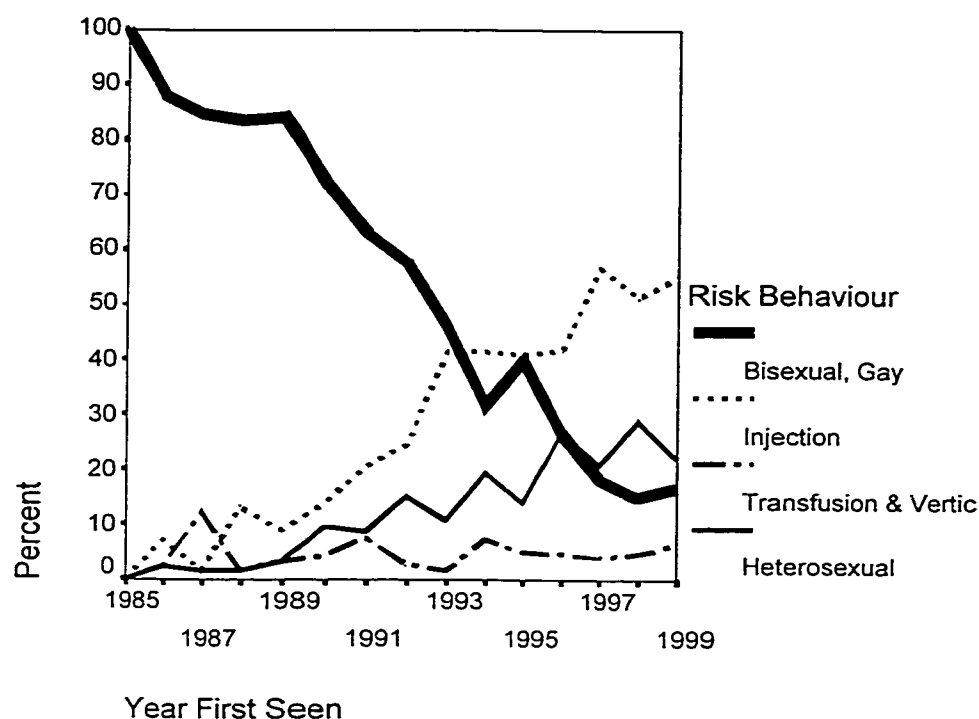 100
90
80
70
60
50
40
30
20
10
0
Percent
1985 1989 1993 1997
1987 1991 1995 1999
Year First Seen
Risk Behaviour
Bisexual, Gay
Injection
Transfusion & Vertic
Heterosexual